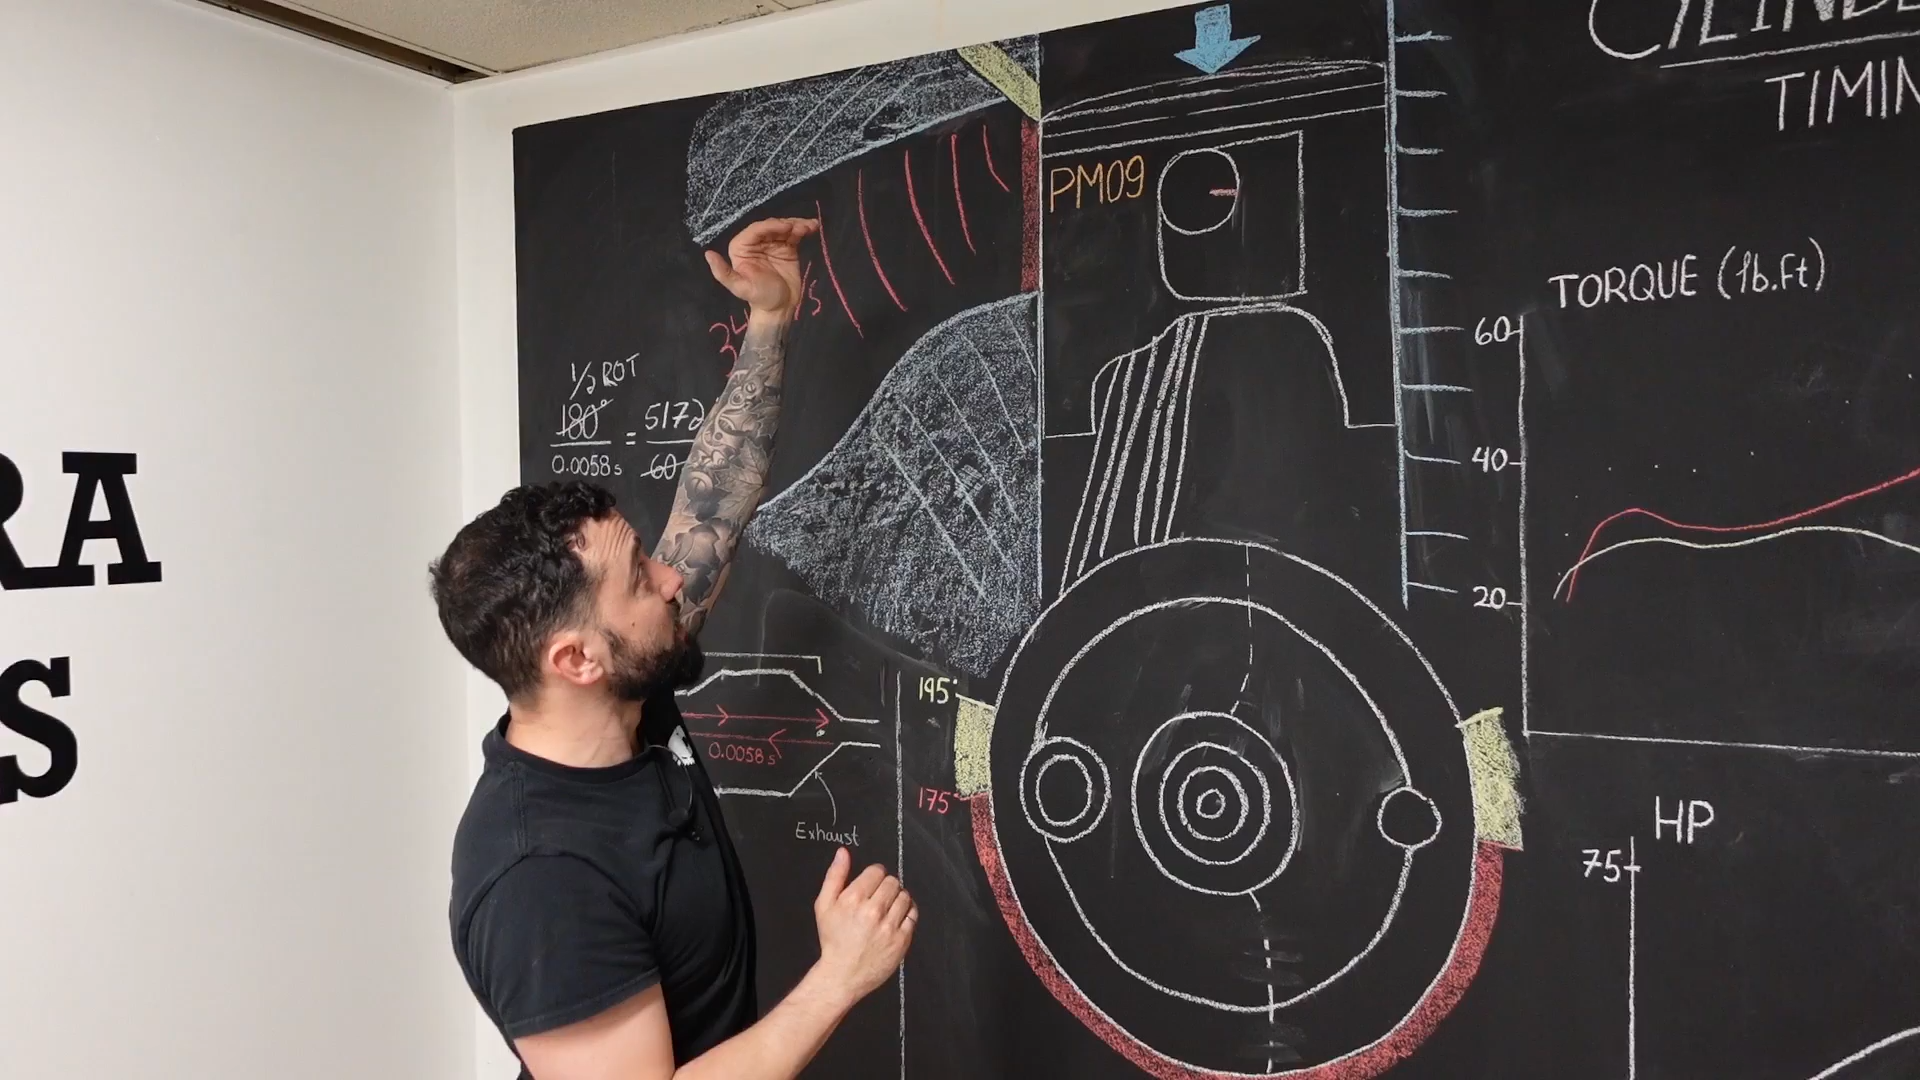 RA
S
PM09
1/2 ROT
180°
0.0058s
=
5172
60
TORQUE (lb.ft)
60
40
20
0.0058s
Exhaust
195°
175°
HP
75